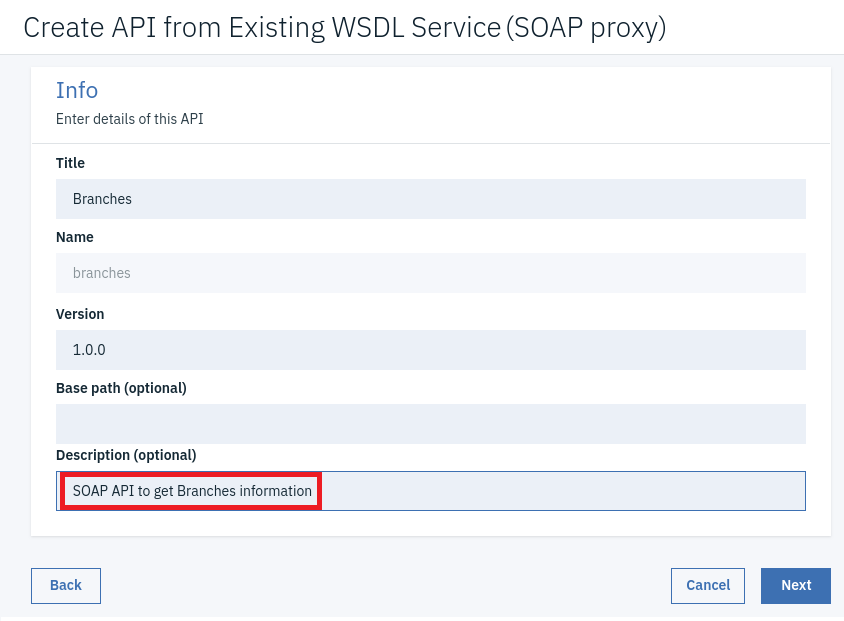 Create API from Existing WSDL Service (SOAP proxy)
Info
Enter details of this API
Title
Branches
Name
branches
Version
1.0.0
Base path (optional)
Description (optional)
SOAP API to get Branches information
Back
Cancel
Next